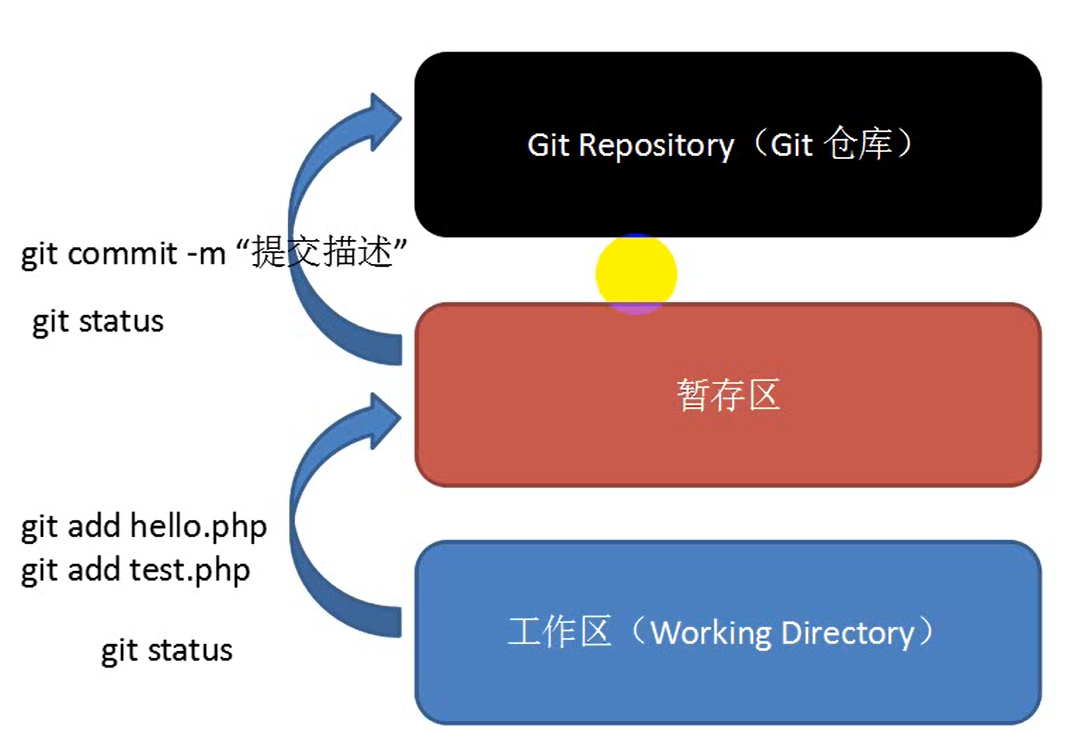 Git Repository（Git 仓库）
git commit -m “提交描述”
git status
暂存区
git add hello.php
git add test.php
工作区（Working Directory）
git status